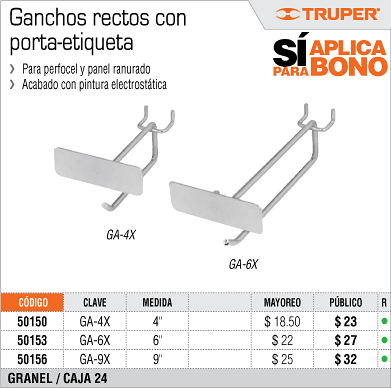 Ganchos rectos con
porta-etiqueta
TRUPER
SÍ APLICA
PARA BONO
Para perfocel y panel ranurado
Acabado con pintura electrostática
GA-4X
GA-6X
CÓDIGO CLAVE MEDIDA MAYOREO PÚBLICO R
50150 GA-4X 4" $ 18.50 $ 23
50153 GA-6X 6" $ 22 $ 27
50156 GA-9X 9" $ 25 $ 32
GRANEL / CAJA 24